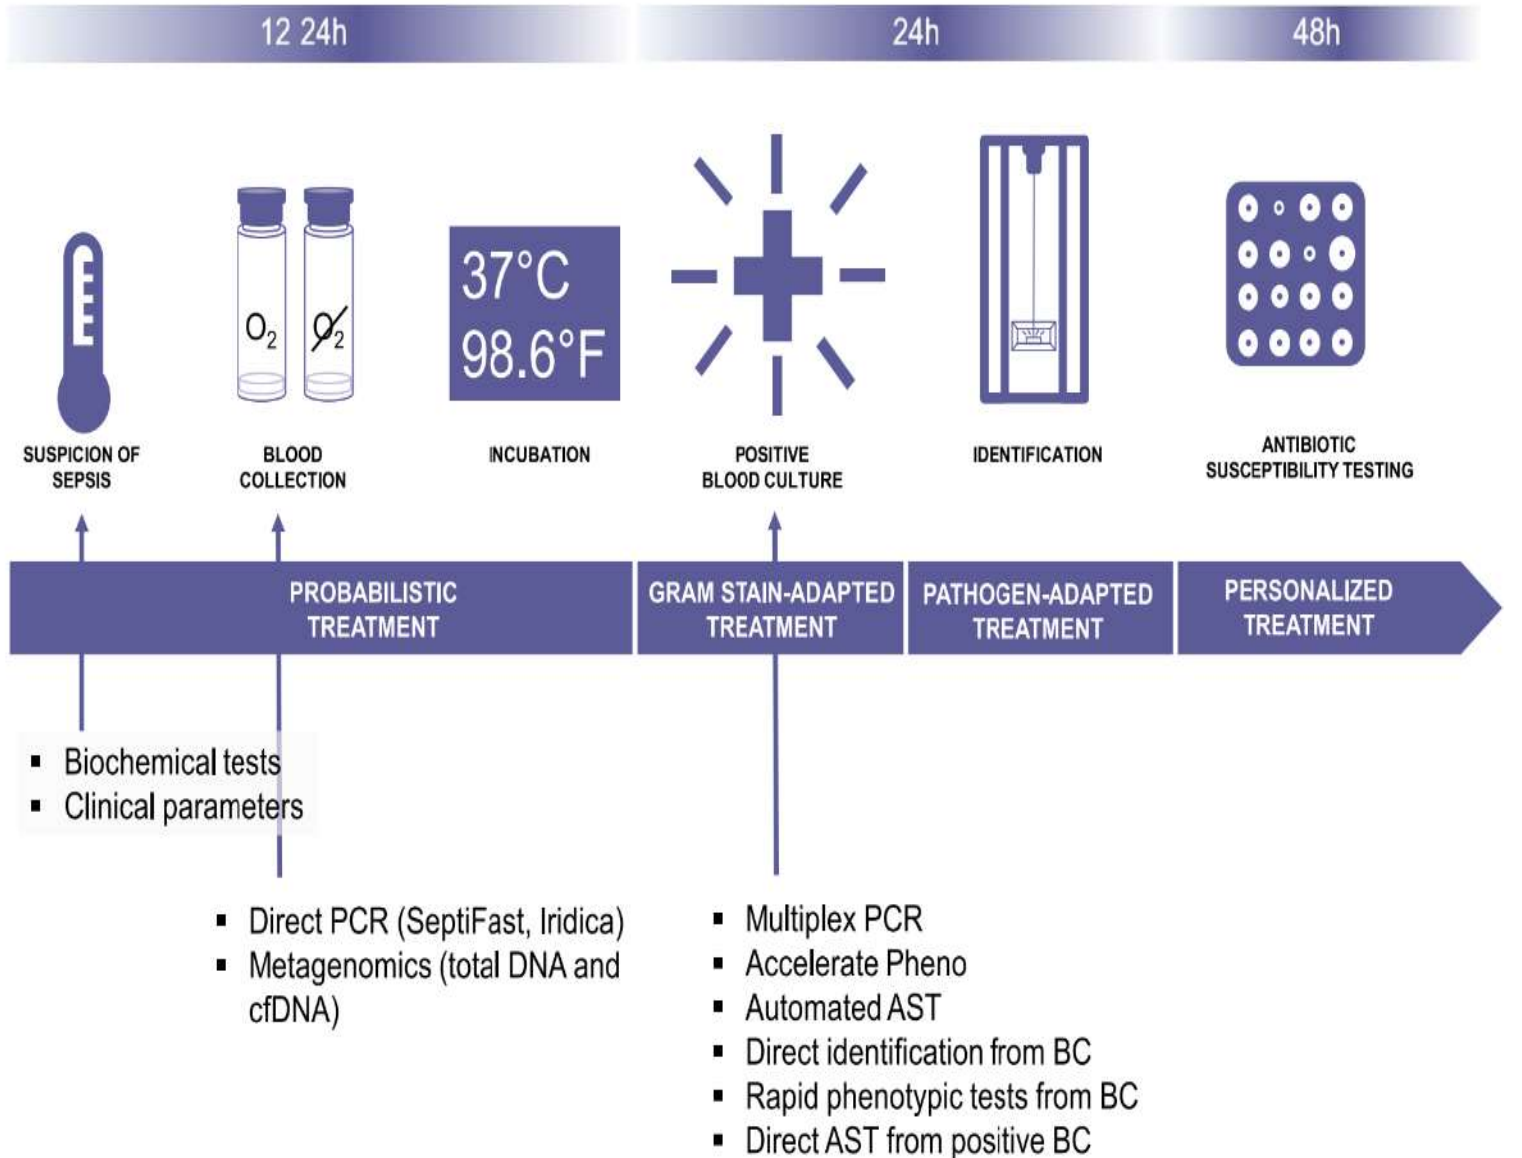 12 24h
24h
48h
O2
O2
37°C
98.6°F
SUSPICION OF
SEPSIS
BLOOD
COLLECTION
INCUBATION
POSITIVE
BLOOD CULTURE
IDENTIFICATION
ANTIBIOTIC
SUSCEPTIBILITY TESTING
PROBABILISTIC
TREATMENT
GRAM STAIN-ADAPTED
TREATMENT
PATHOGEN-ADAPTED
TREATMENT
PERSONALIZED
TREATMENT
▪ Biochemical tests
▪ Clinical parameters
▪ Direct PCR (SeptiFast, Iridica)
▪ Metagenomics (total DNA and
cfDNA)
▪ Multiplex PCR
▪ Accelerate Pheno
▪ Automated AST
▪ Direct identification from BC
▪ Rapid phenotypic tests from BC
▪ Direct AST from positive BC